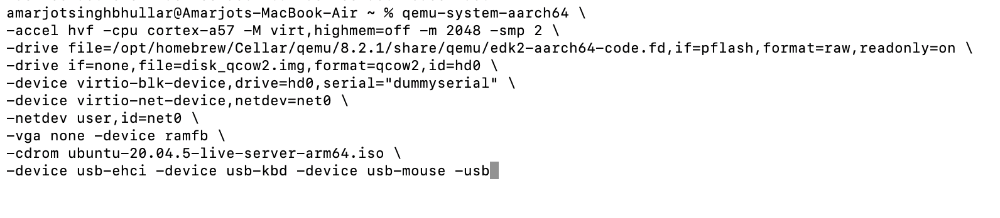 amarjotsinghbhullar@Amarjots-MacBook-Air ~ % qemu-system-aarch64 \
-accel hvf -cpu cortex-a57 -M virt,highmem=off -m 2048 -smp 2 \
-drive file=/opt/homebrew/Cellar/qemu/8.2.1/share/qemu/edk2-aarch64-code.fd,if=pflash,format=raw,readonly=on \
-drive if=none,file=disk_qcow2.img,format=qcow2,id=hd0 \
-device virtio-blk-device,drive=hd0,serial="dummyserial" \
-device virtio-net-device,netdev=net0 \
-netdev user,id=net0 \
-vga none -device ramfb \
-cdrom ubuntu-20.04.5-live-server-arm64.iso \
-device usb-ehci -device usb-kbd -device usb-mouse -usb